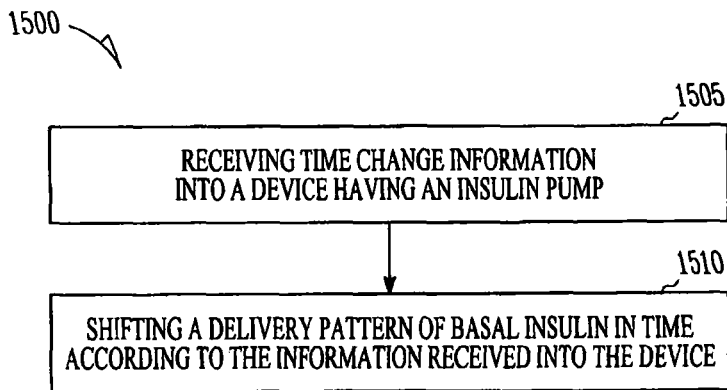 1500
1505
RECEIVING TIME CHANGE INFORMATION
INTO A DEVICE HAVING AN INSULIN PUMP
1510
SHIFTING A DELIVERY PATTERN OF BASAL INSULIN IN TIME
ACCORDING TO THE INFORMATION RECEIVED INTO THE DEVICE